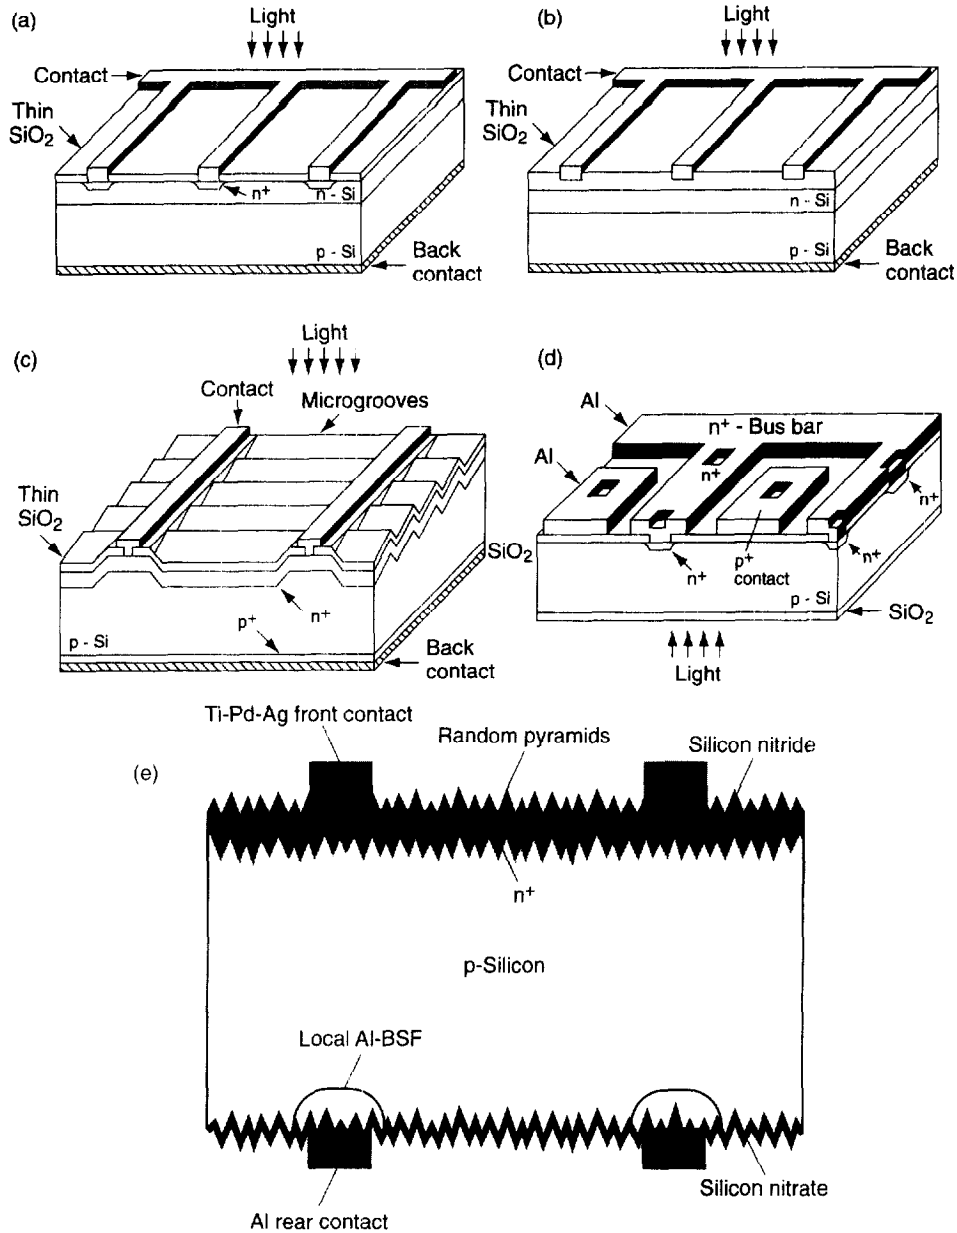 (a)
Light
Contact
Thin
SiO2
n+
n - Si
p - Si
Back
contact
(b)
Light
Contact
Thin
SiO2
n - Si
p - Si
Back
contact
(c)
Light
Contact
Microgrooves
Thin
SiO2
n+
p+
p - Si
Back
contact
(d)
Al
n+ - Bus bar
Al
n+
n+
SiO2
n+
p+
contact
n+
p - Si
SiO2
Light
(e)
Ti-Pd-Ag front contact
Random pyramids
Silicon nitride
n+
p-Silicon
Local Al-BSF
Silicon nitrate
Al rear contact